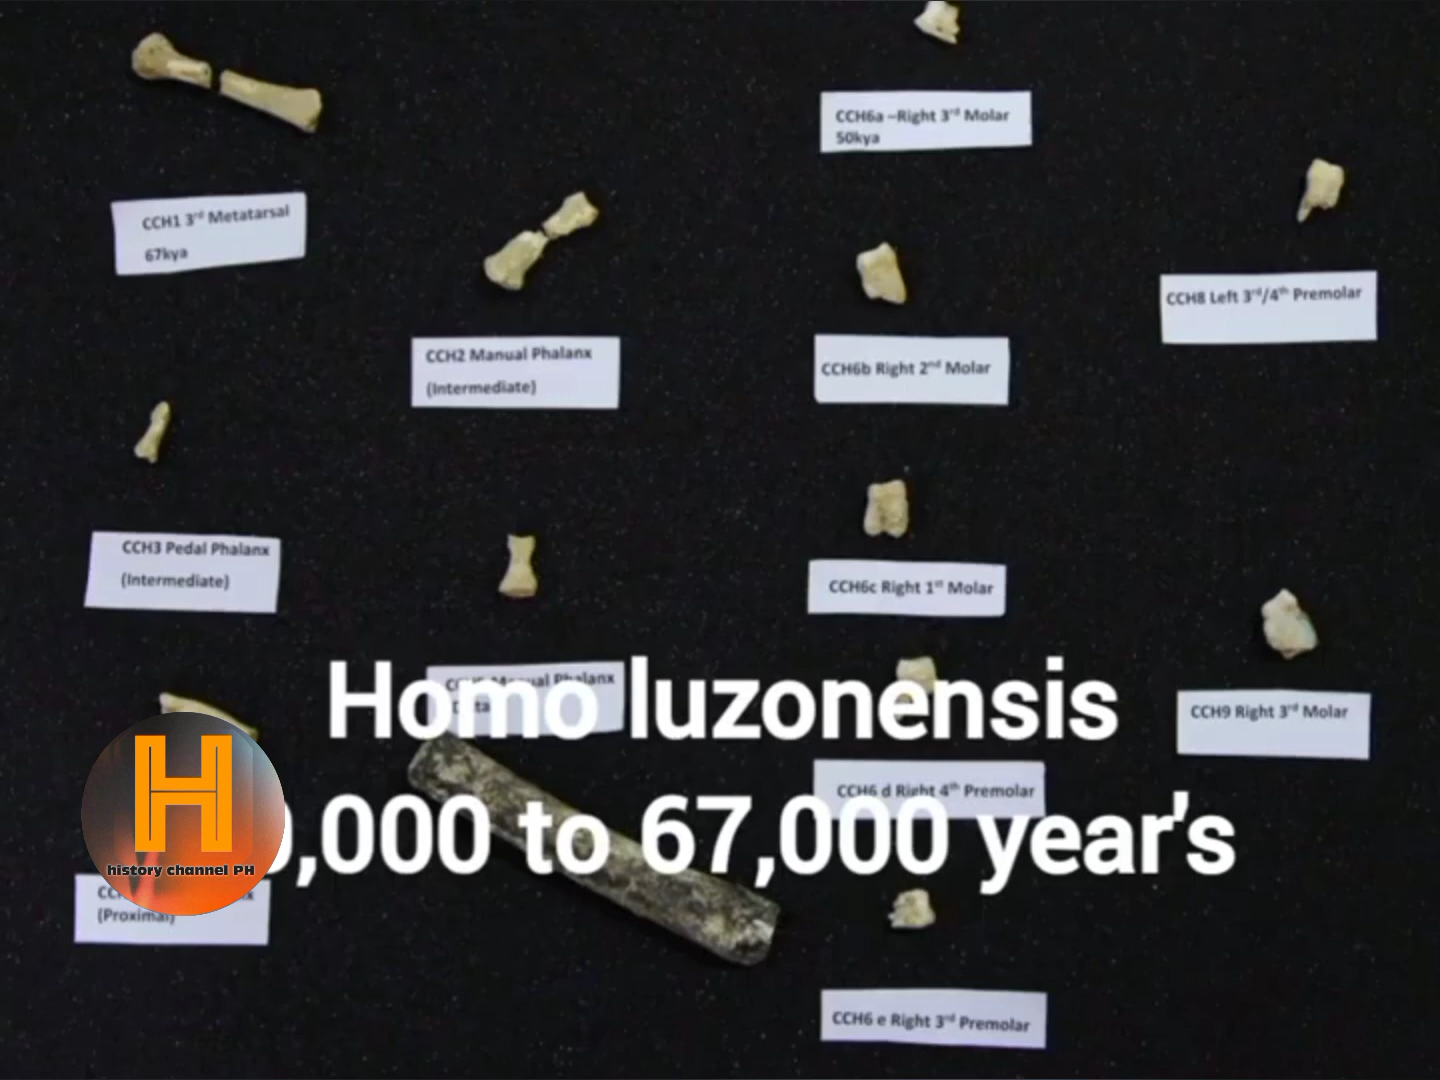 CCH6a –Right 3rd Molar
50kya
CCH1 3rd Metatarsal
67kya
CCH8 Left 3rd/4th Premolar
CCH2 Manual Phalanx
(Intermediate)
CCH6b Right 2nd Molar
CCH3 Pedal Phalanx
(Intermediate)
CCH6c Right 1st Molar
Manual Phalanx
CCH9 Right 3rd Molar
Homo luzonensis
CCH6 d Right 4th Premolar
,000 to 67,000 year's
H
history channel PH
(Proximal)
CCH6 e Right 3rd Premolar